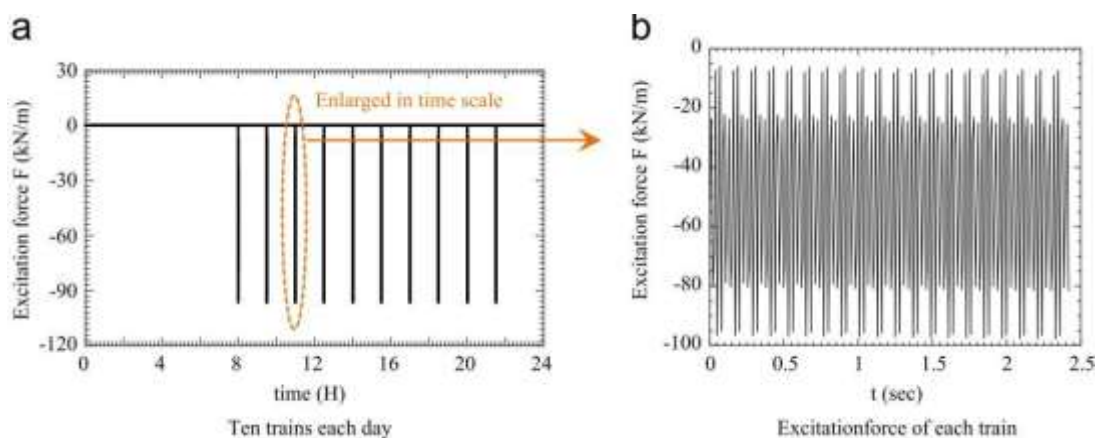 a
b
30
0
-30
-60
-90
-120
Excitation force F (kN/m)
Enlarged in time scale
0 4 8 12 16 20 24
time (H)
Ten trains each day
0
-20
-40
-60
-80
-100
Excitation force F (kN/m)
0 0.5 1 1.5 2 2.5
t (sec)
Excitationforce of each train